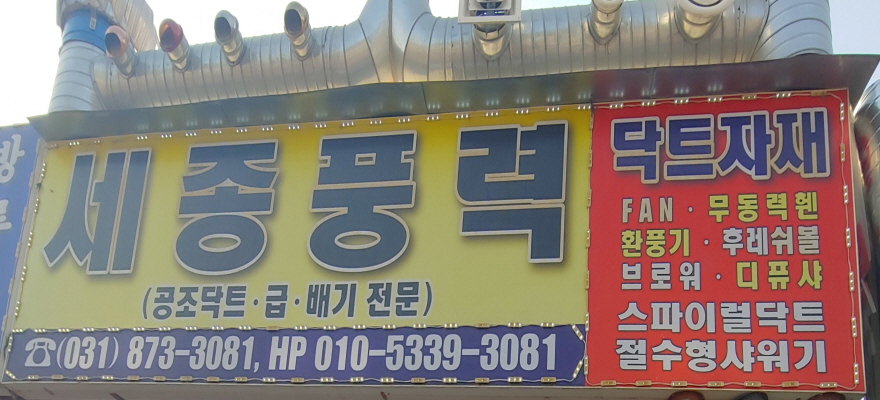 세종풍력
(공조닥트·급·배기 전문)
☎(031) 873-3081, HP 010-5339-3081
닥트자재
FAN · 무동력휀
환풍기 · 후레쉬볼
브로워 · 디퓨샤
스파이럴닥트
절수형샤워기
방